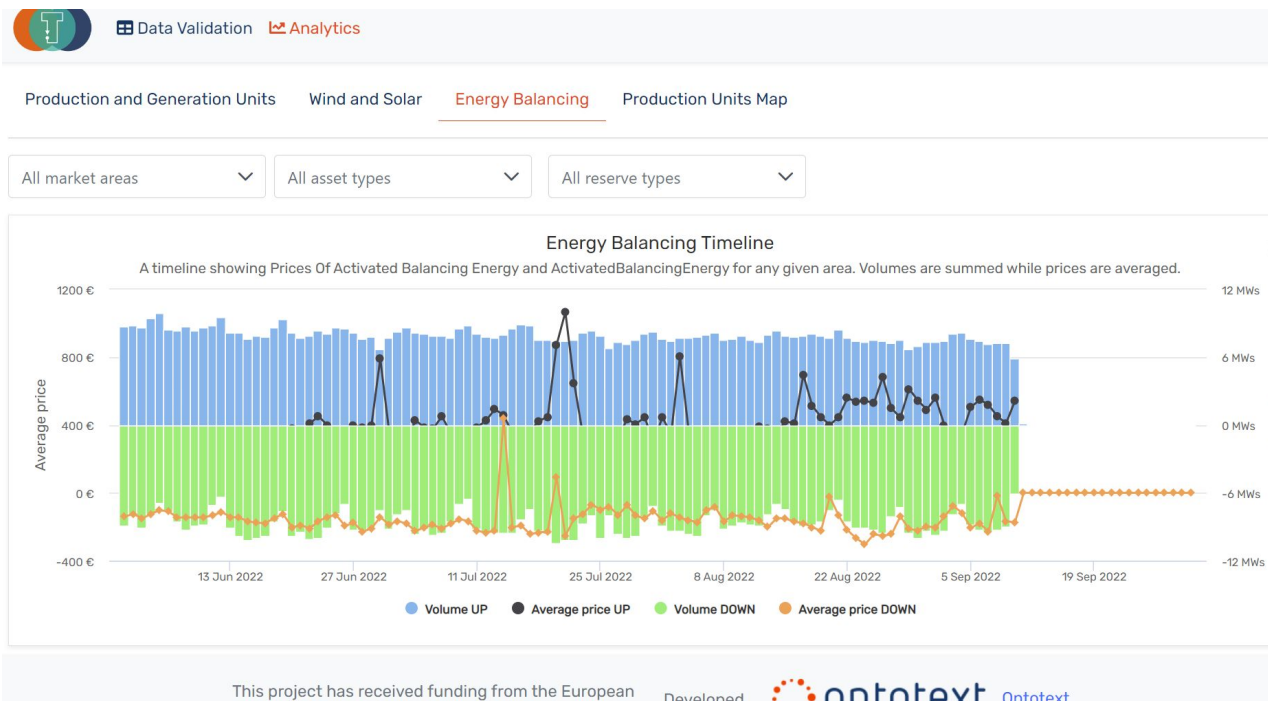 T
Data Validation Analytics
Production and Generation Units Wind and Solar Energy Balancing Production Units Map
All market areas All asset types All reserve types
Energy Balancing Timeline
A timeline showing Prices Of Activated Balancing Energy and ActivatedBalancingEnergy for any given area. Volumes are summed while prices are averaged.
1200 € 12 MWs
800 € 6 MWs
Average price
400 € 0 MWs
0 € -6 MWs
-400 € -12 MWs
13 Jun 2022 27 Jun 2022 11 Jul 2022 25 Jul 2022 8 Aug 2022 22 Aug 2022 5 Sep 2022 19 Sep 2022
Volume UP Average price UP Volume DOWN Average price DOWN
This project has received funding from the European Developed ontotext Ontotext